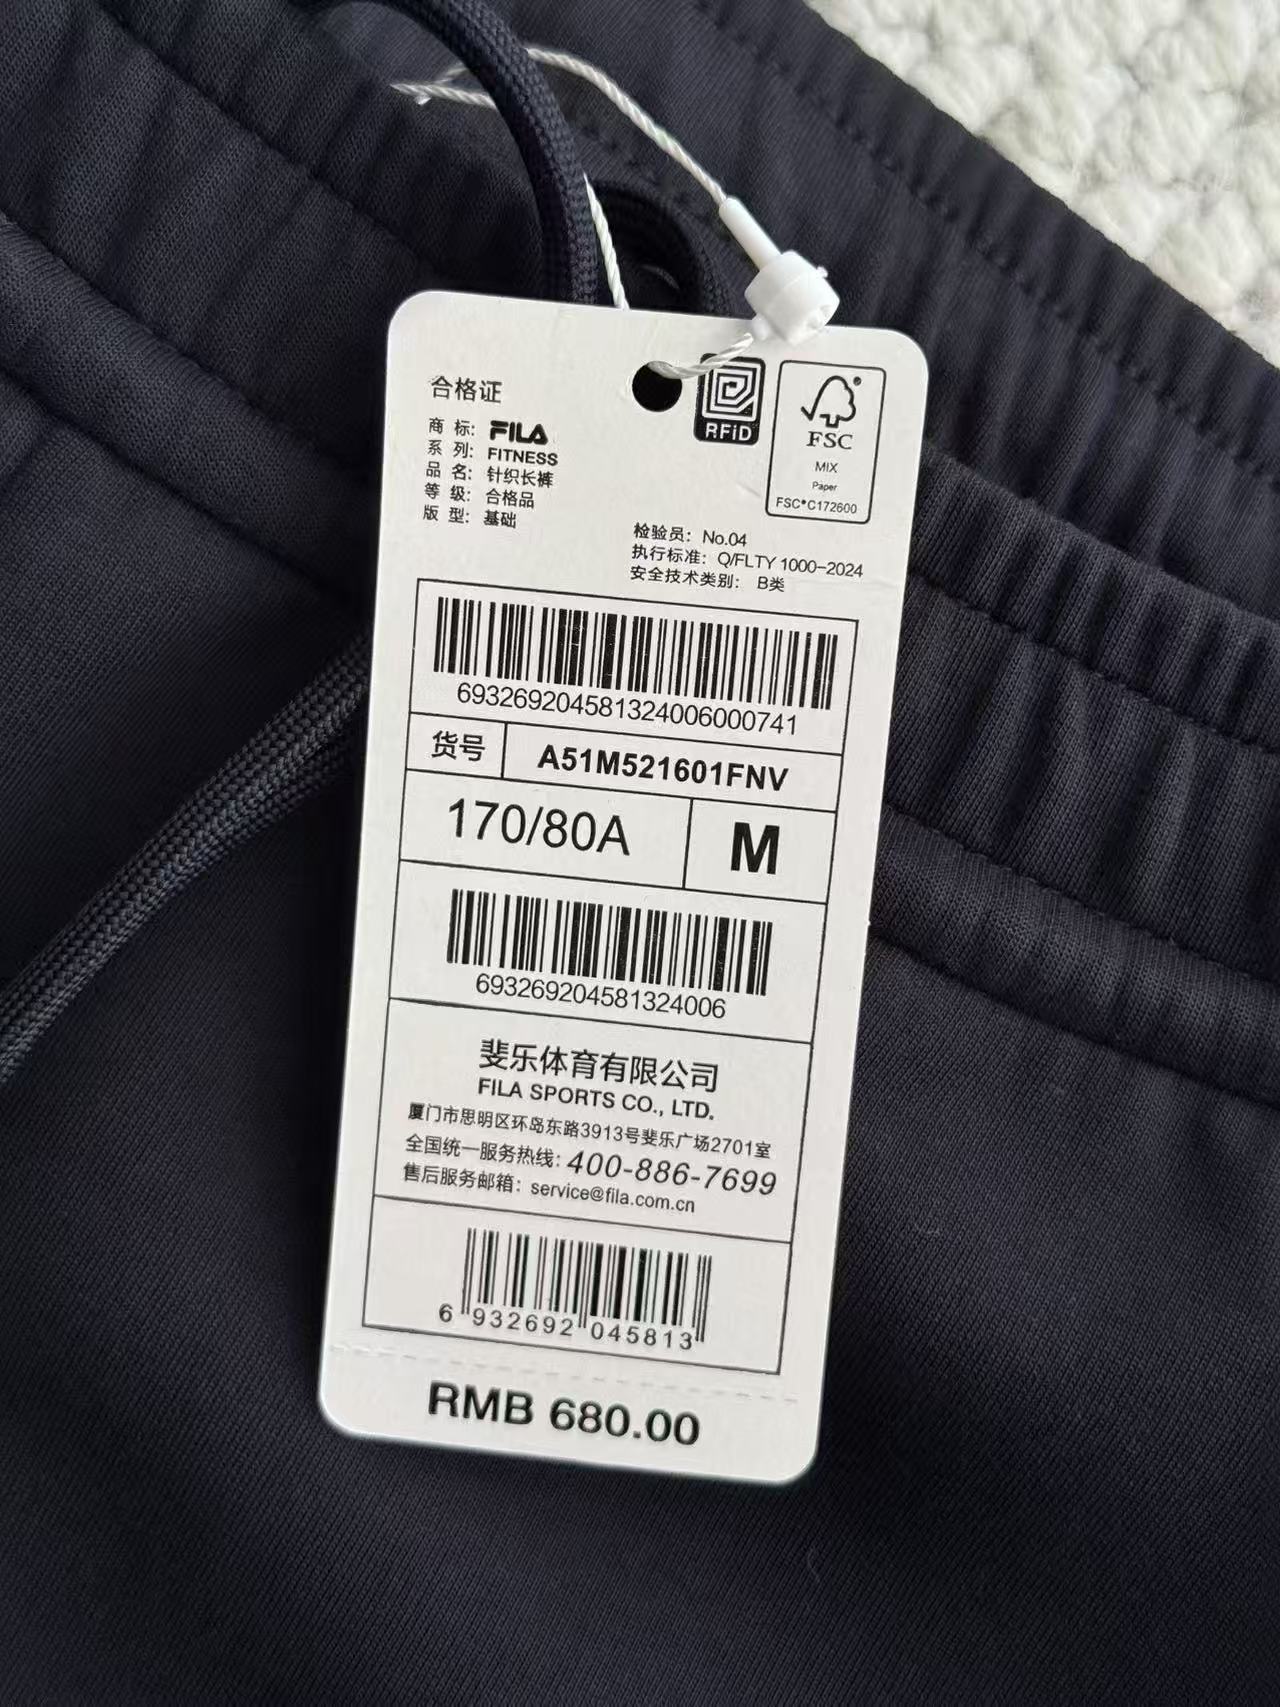 合格证
商 标: FILA
系 列: FITNESS
品 名: 针织长裤
等 级: 合格品
版 型: 基础
RFiD
FSC
MIX
Paper
FSC® C172600
检验员: No.04
执行标准: Q/FLTY 1000-2024
安全技术类别: B类
693269204581324006000741
货号 A51M521601FNV
170/80A M
693269204581324006
斐乐体育有限公司
FILA SPORTS CO., LTD.
厦门市思明区环岛东路3913号斐乐广场2701室
全国统一服务热线: 400-886-7699
售后服务邮箱: service@fila.com.cn
6 932692 045813
RMB 680.00